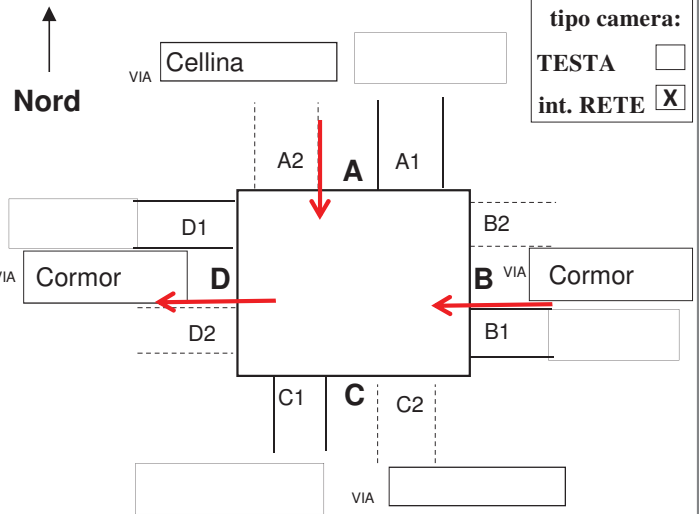 tipo camera:
TESTA
int. RETE X
Nord
VIA Cellina
A2 A A1
D1 B2
VIA Cormor D B VIA Cormor
D2 B1
C1 C C2
VIA